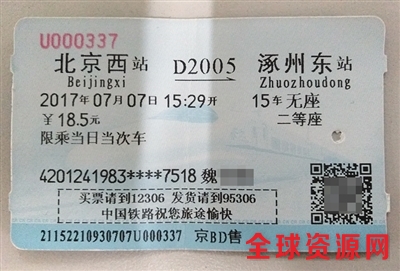 U000337
北京西站 D2005 涿州东站
Beijingxi Zhuozhoudong
2017年07月07日15:29开 15车无座
￥18.5元 二等座
限乘当日当次车
4201241983****7518 魏
买票请到12306 发货请到95306
中国铁路祝您旅途愉快
21152210930707U000337 京BD售
全球资源网